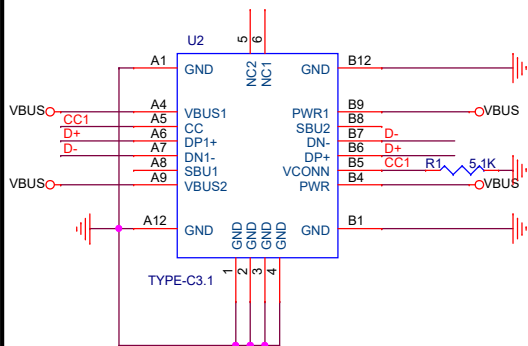 U2
5 6
NC2 NC1
A1 GND GND B12
VBUS A4 VBUS1 PWR1 B9 VBUS
CC1 A5 CC SBU2 B8
D+ A6 DP1+ DN- B7 D-
D- A7 DN1- DP+ B6 D+
A8 SBU1 VCONN B5 CC1 R1 5.1K
VBUS A9 VBUS2 PWR B4 VBUS
A12 GND GND B1
GND GND GND GND
1 2 3 4
TYPE-C3.1